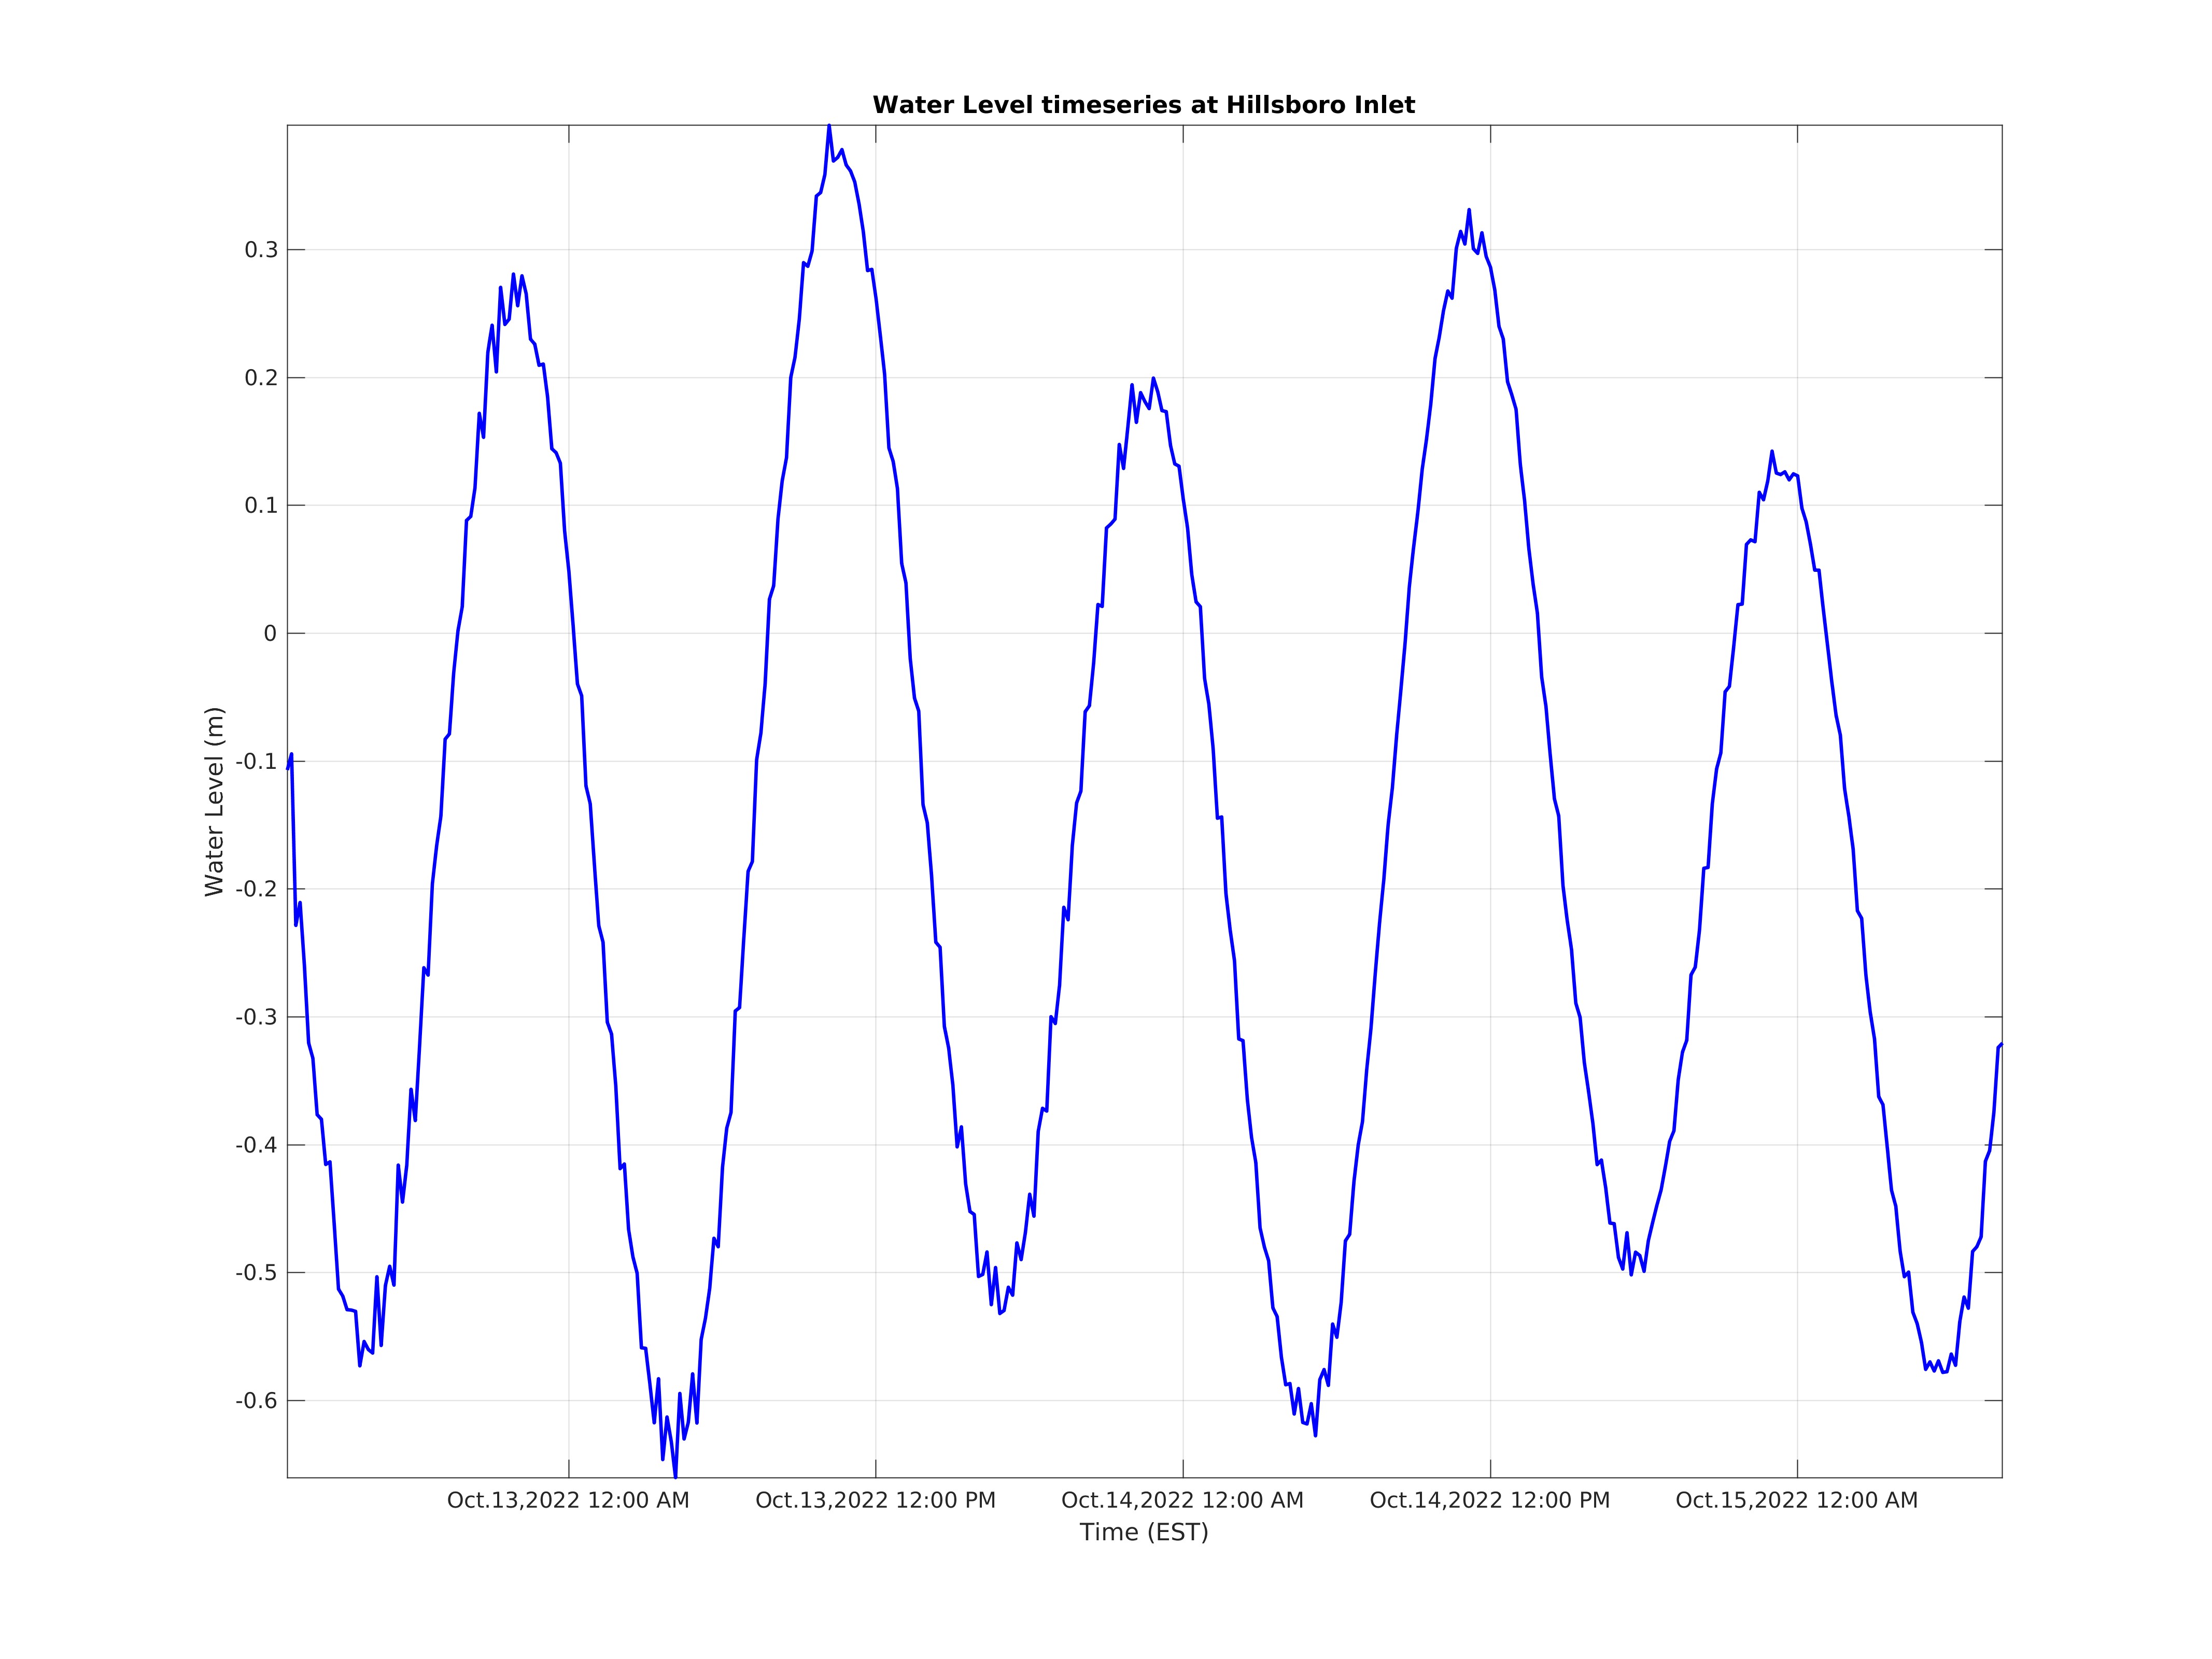 Water Level timeseries at Hillsboro Inlet
0.3
0.2
0.1
0
-0.1
-0.2
-0.3
-0.4
-0.5
-0.6
Water Level (m)
Oct.13,2022 12:00 AM
Oct.13,2022 12:00 PM
Oct.14,2022 12:00 AM
Oct.14,2022 12:00 PM
Oct.15,2022 12:00 AM
Time (EST)